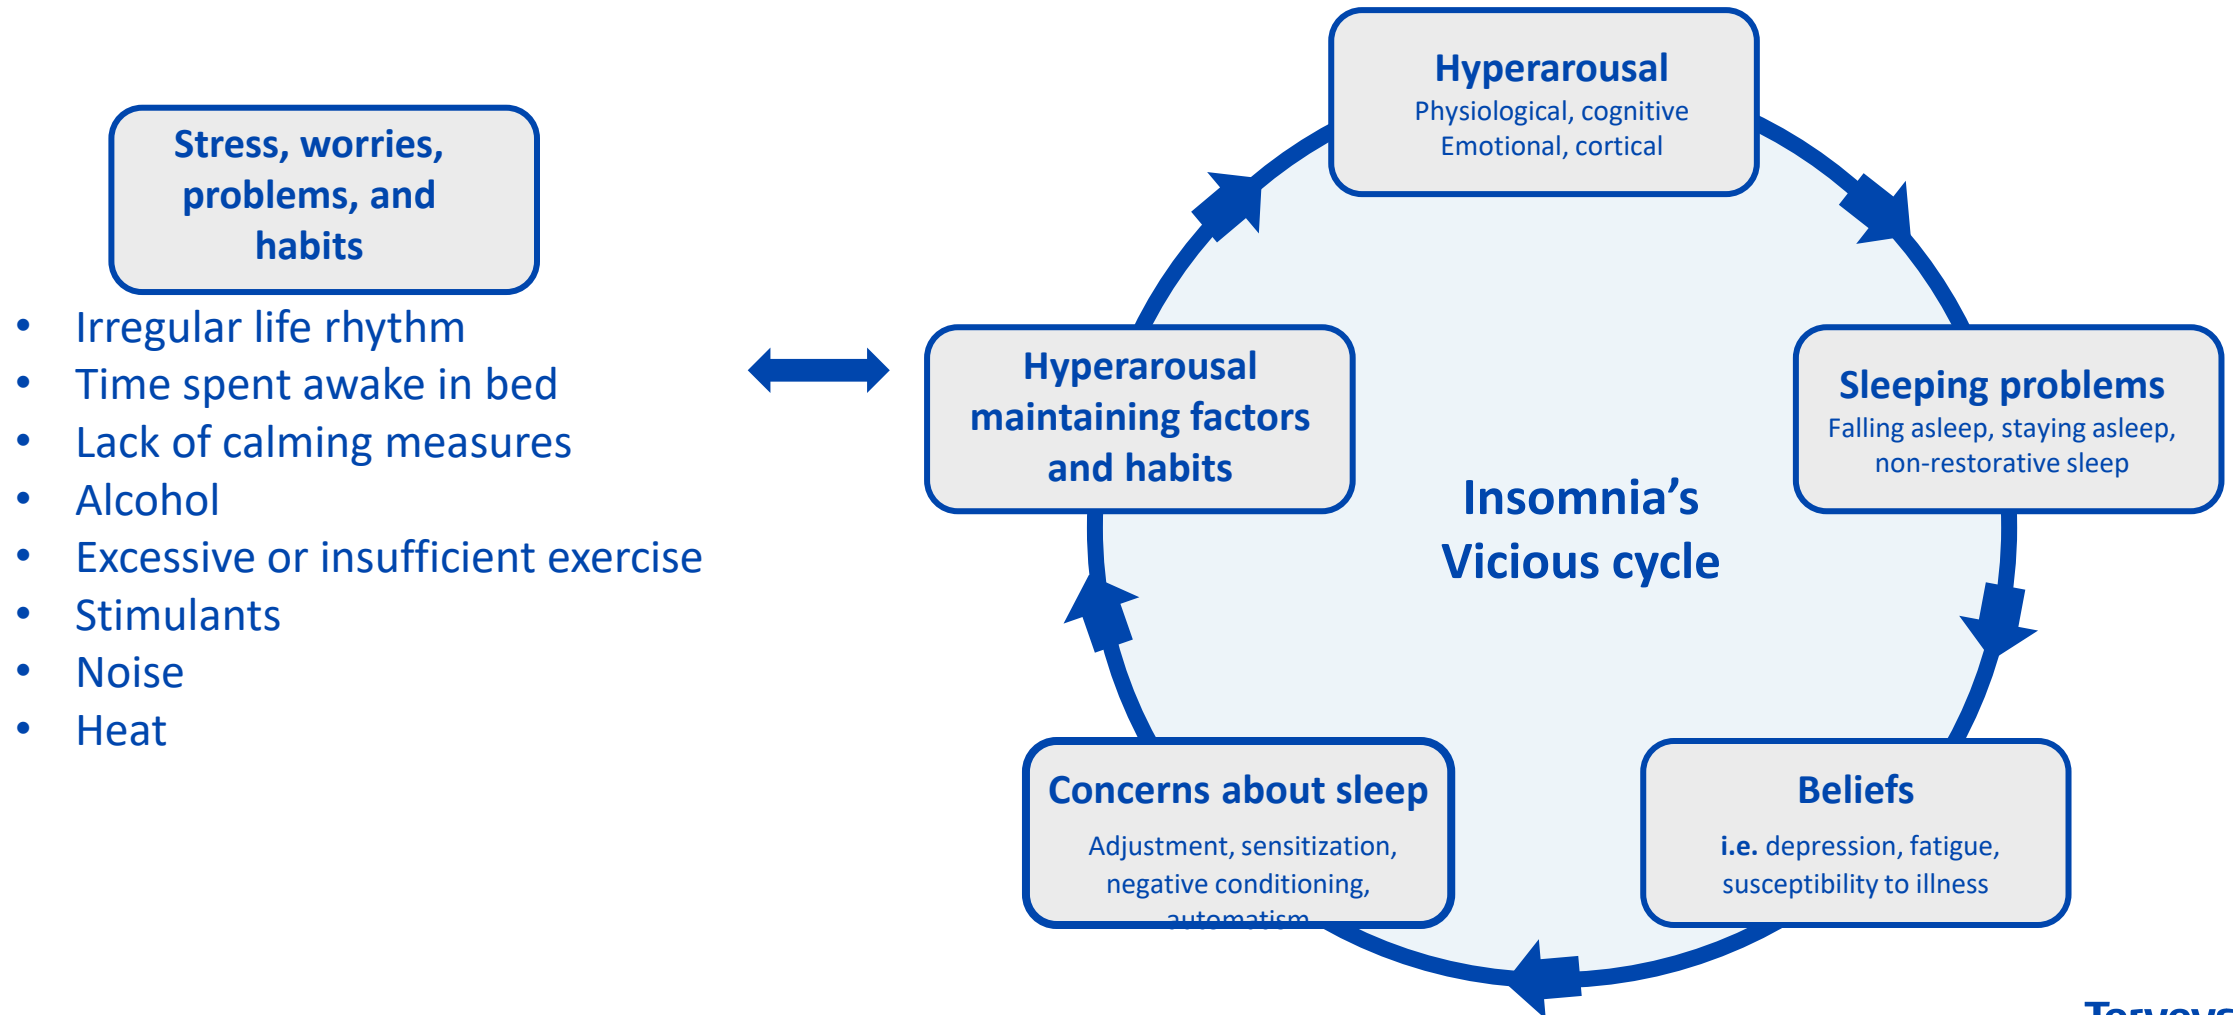 Stress, worries,
problems, and
habits
• Irregular life rhythm
• Time spent awake in bed
• Lack of calming measures
• Alcohol
• Excessive or insufficient exercise
• Stimulants
• Noise
• Heat
Hyperarousal
Physiological, cognitive
Emotional, cortical
Sleeping problems
Falling asleep, staying asleep,
non-restorative sleep
Beliefs
i.e. depression, fatigue,
susceptibility to illness
Concerns about sleep
Adjustment, sensitization,
negative conditioning,
automatism
Hyperarousal
maintaining factors
and habits
Insomnia’s
Vicious cycle